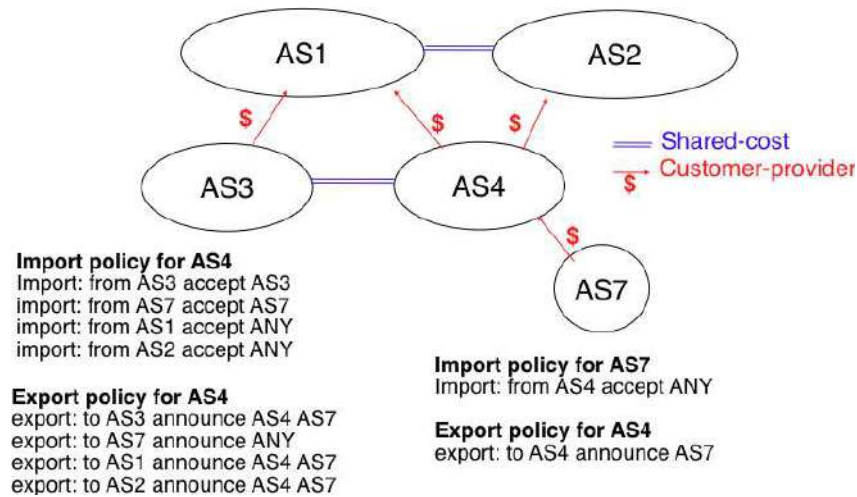 AS1
AS2
$
$
$
Shared-cost
Customer-provider
$
AS3
AS4
$
AS7
Import policy for AS4
Import: from AS3 accept AS3
import: from AS7 accept AS7
import: from AS1 accept ANY
import: from AS2 accept ANY
Export policy for AS4
export: to AS3 announce AS4 AS7
export: to AS7 announce ANY
export: to AS1 announce AS4 AS7
export: to AS2 announce AS4 AS7
Import policy for AS7
Import: from AS4 accept ANY
Export policy for AS4
export: to AS4 announce AS7